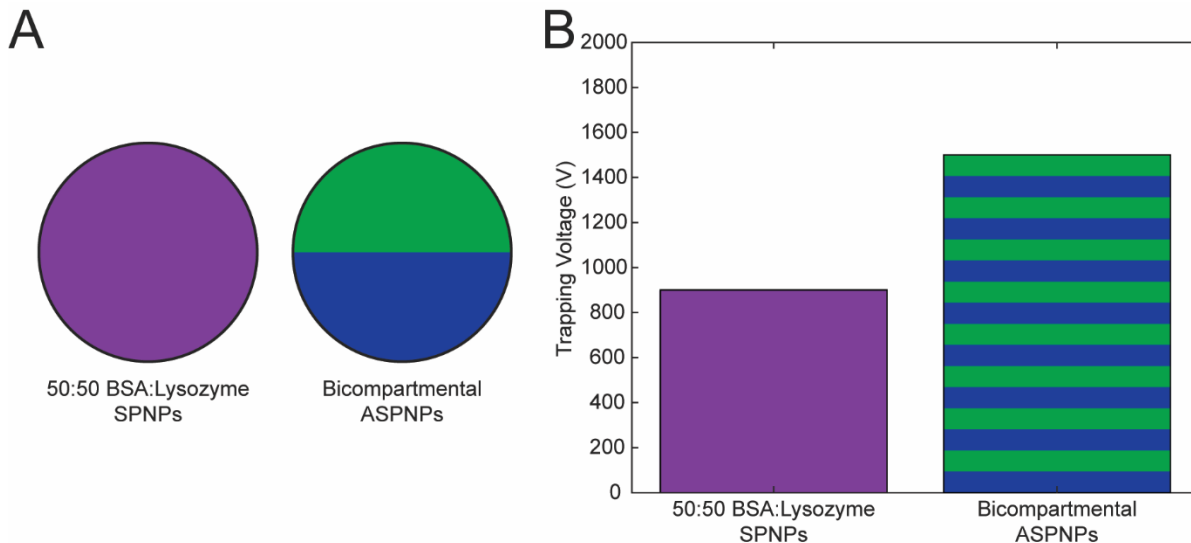 A
50:50 BSA:Lysozyme
SPNPs
Bicompartmental
ASPNPs
B
Trapping Voltage (V)
2000
1800
1600
1400
1200
1000
800
600
400
200
0
50:50 BSA:Lysozyme
SPNPs
Bicompartmental
ASPNPs